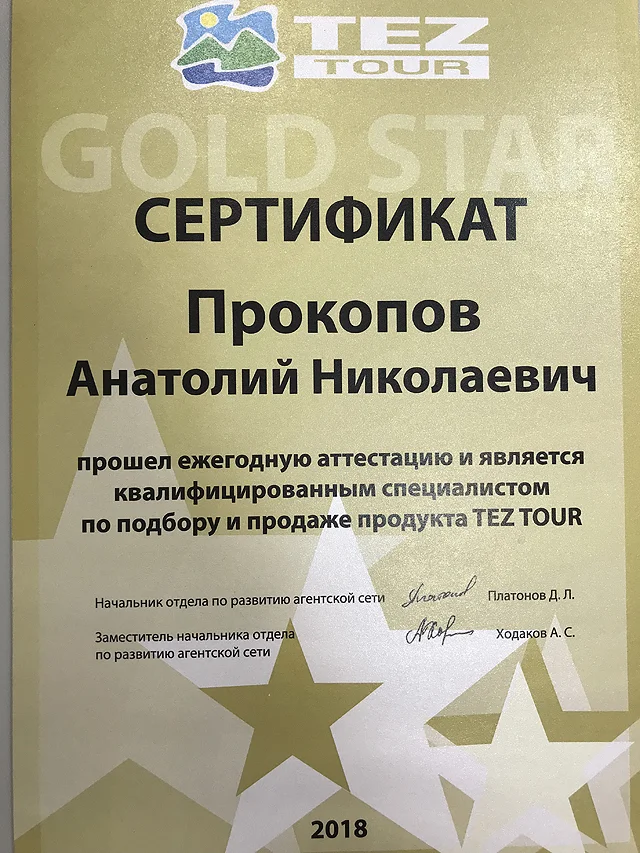 TEZ
TOUR
GOLD STAR
СЕРТИФИКАТ
Прокопов
Анатолий Николаевич
прошел ежегодную аттестацию и является
квалифицированным специалистом
по подбору и продаже продукта TEZ TOUR
Начальник отдела по развитию агентской сети Платонов Д. Л.
Заместитель начальника отдела
по развитию агентской сети Ходаков А. С.
2018